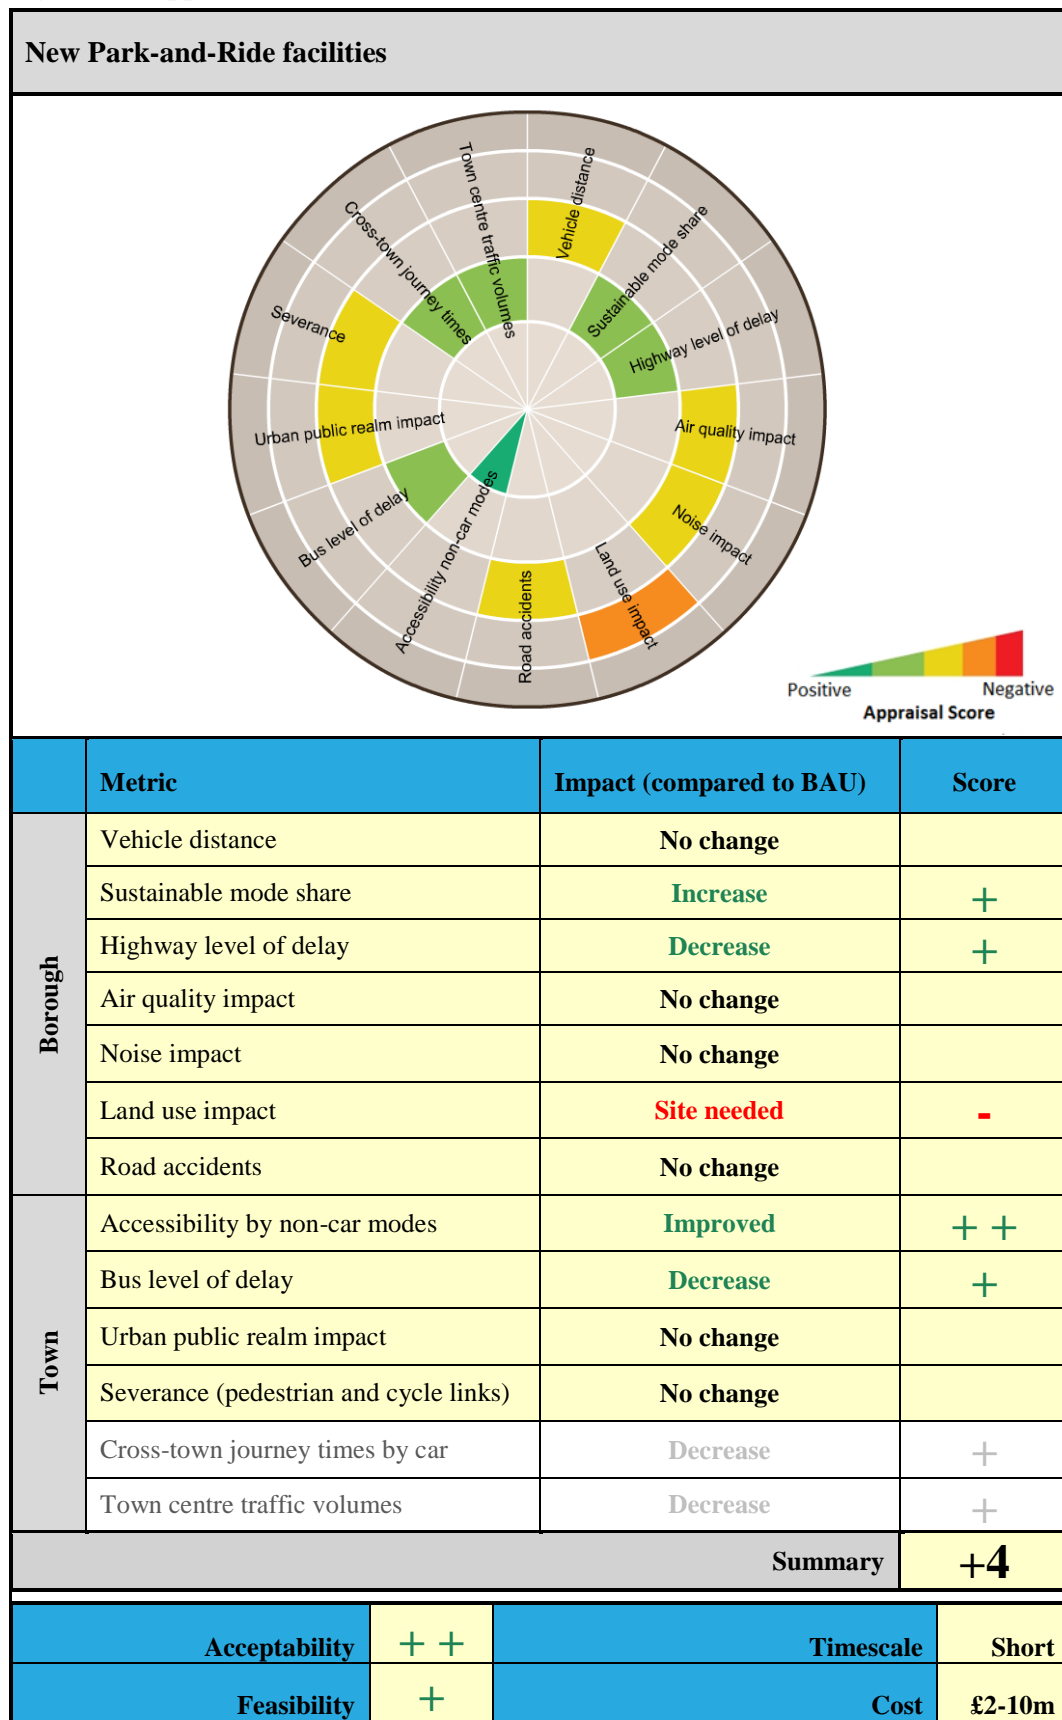 New Park-and-Ride facilities
Town centre traffic volumes
Vehicle distance
Cross-town journey times
Sustainable mode share
Severance
Highway level of delay
Urban public realm impact
Air quality impact
Bus level of delay
Noise impact
Accessibility non-car modes
Road accidents
Land use impact
Positive
Negative
Appraisal Score
Metric Impact (compared to BAU) Score
Borough
Vehicle distance No change
Sustainable mode share Increase +
Highway level of delay Decrease +
Air quality impact No change
Noise impact No change
Land use impact Site needed -
Road accidents No change
Town
Accessibility by non-car modes Improved + +
Bus level of delay Decrease +
Urban public realm impact No change
Severance (pedestrian and cycle links) No change
Cross-town journey times by car Decrease +
Town centre traffic volumes Decrease +
Summary +4
Acceptability + + Timescale Short
Feasibility + Cost £2-10m